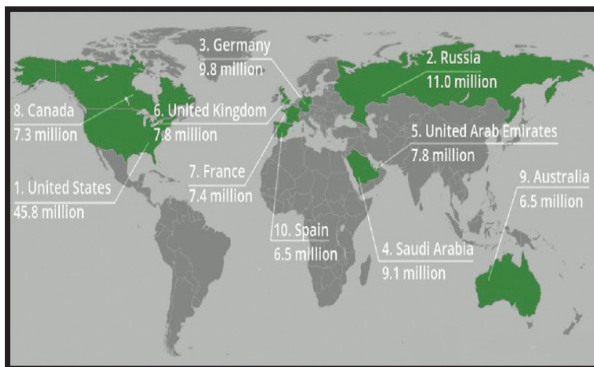 3. Germany
9.8 million
2. Russia
11.0 million
8. Canada
7.3 million
6. United Kingdom
7.8 million
5. United Arab Emirates
7.8 million
7. France
7.4 million
9. Australia
6.5 million
1. United States
45.8 million
10. Spain
6.5 million
4. Saudi Arabia
9.1 million